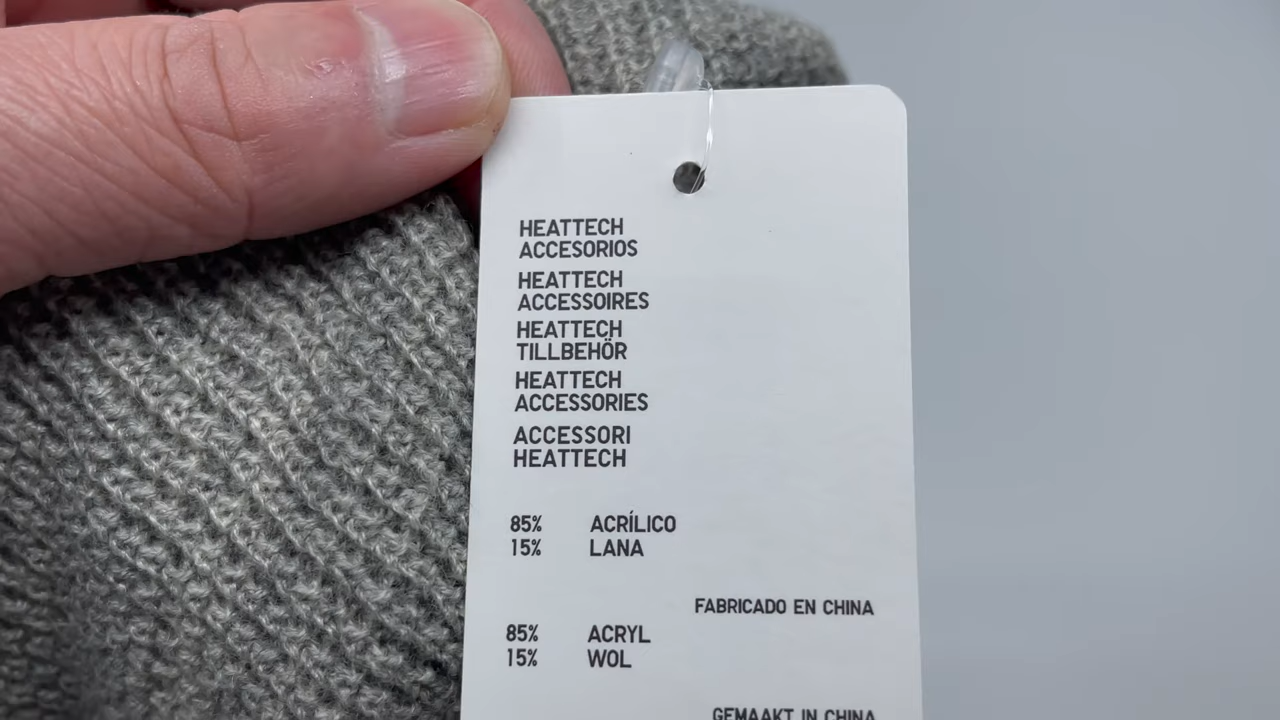 HEATTECH
ACCESORIOS
HEATTECH
ACCESSOIRES
HEATTECH
TILLBEHÖR
HEATTECH
ACCESSORIES
ACCESSORI
HEATTECH
85% ACRÍLICO
15% LANA
FABRICADO EN CHINA
85% ACRYL
15% WOL
GEMAAKT IN CHINA